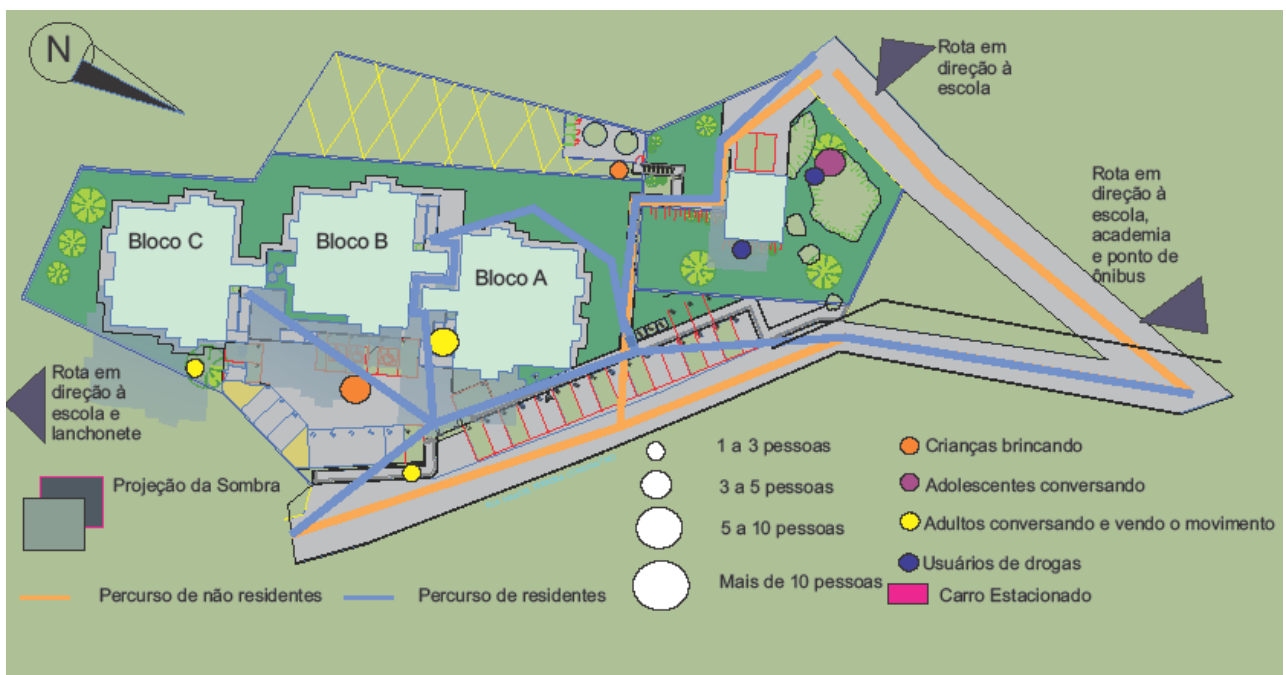 N
Rota em
direção à
escola
Rota em
direção à
escola,
academia
e ponto de
ônibus
Bloco C
Bloco B
Bloco A
Rota em
direção à
escola e
lanchonete
Projeção da Sombra
1 a 3 pessoas
3 a 5 pessoas
5 a 10 pessoas
Mais de 10 pessoas
Crianças brincando
Adolescentes conversando
Adultos conversando e vendo o movimento
Usuários de drogas
Carro Estacionado
Percurso de não residentes
Percurso de residentes